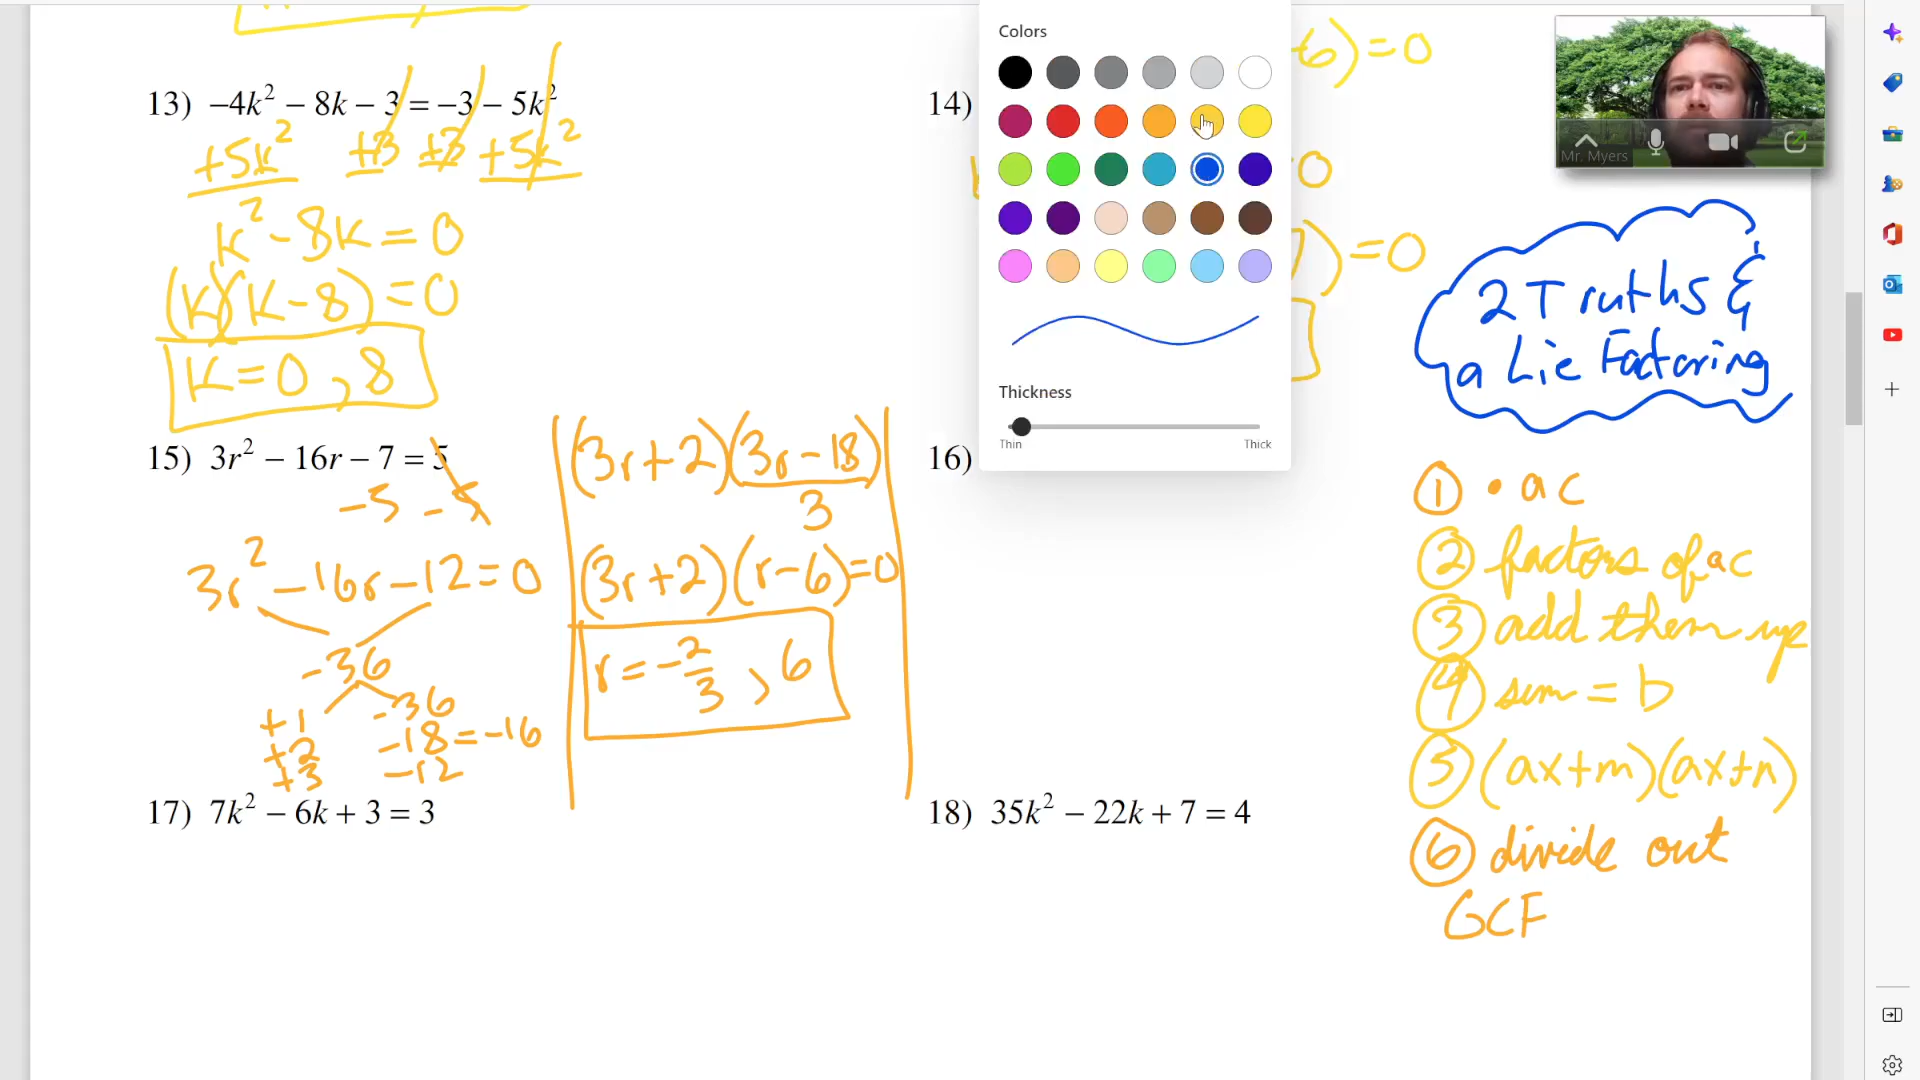 13) −4k² − 8k − 3 = −3 − 5k²
+5k² +3 +3 +5k²
k² - 8k = 0
(k)(k-8) = 0
k = 0, 8
14)
-6) = 0
0
) = 0
Colors
Thickness
Thin Thick
Mr. Myers
2 Truths &
a Lie Factoring
15) 3r² − 16r − 7 = 5
-5 -5
3r² - 16r - 12 = 0
-36
+1 -36
+2 -18 = -16
+3 -12
(3r+2)(3r-18)
3
(3r+2)(r-6)=0
r = -2/3, 6
16)
① • ac
② factors of ac
③ add them up
④ sum = b
⑤ (ax+m)(ax+n)
⑥ divide out
GCF
17) 7k² − 6k + 3 = 3
18) 35k² − 22k + 7 = 4